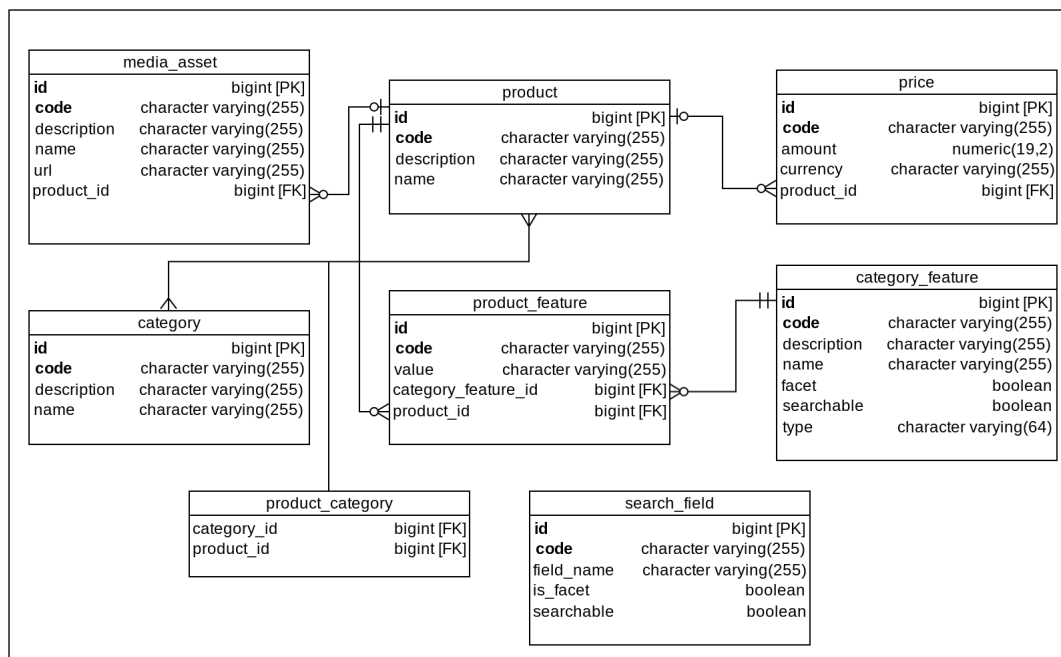 media_asset
id bigint [PK]
code character varying(255)
description character varying(255)
name character varying(255)
url character varying(255)
product_id bigint [FK]
product
id bigint [PK]
code character varying(255)
description character varying(255)
name character varying(255)
price
id bigint [PK]
code character varying(255)
amount numeric(19,2)
currency character varying(255)
product_id bigint [FK]
category
id bigint [PK]
code character varying(255)
description character varying(255)
name character varying(255)
product_feature
id bigint [PK]
code character varying(255)
value character varying(255)
category_feature_id bigint [FK]
product_id bigint [FK]
category_feature
id bigint [PK]
code character varying(255)
description character varying(255)
name character varying(255)
facet boolean
searchable boolean
type character varying(64)
product_category
category_id bigint [FK]
product_id bigint [FK]
search_field
id bigint [PK]
code character varying(255)
field_name character varying(255)
is_facet boolean
searchable boolean